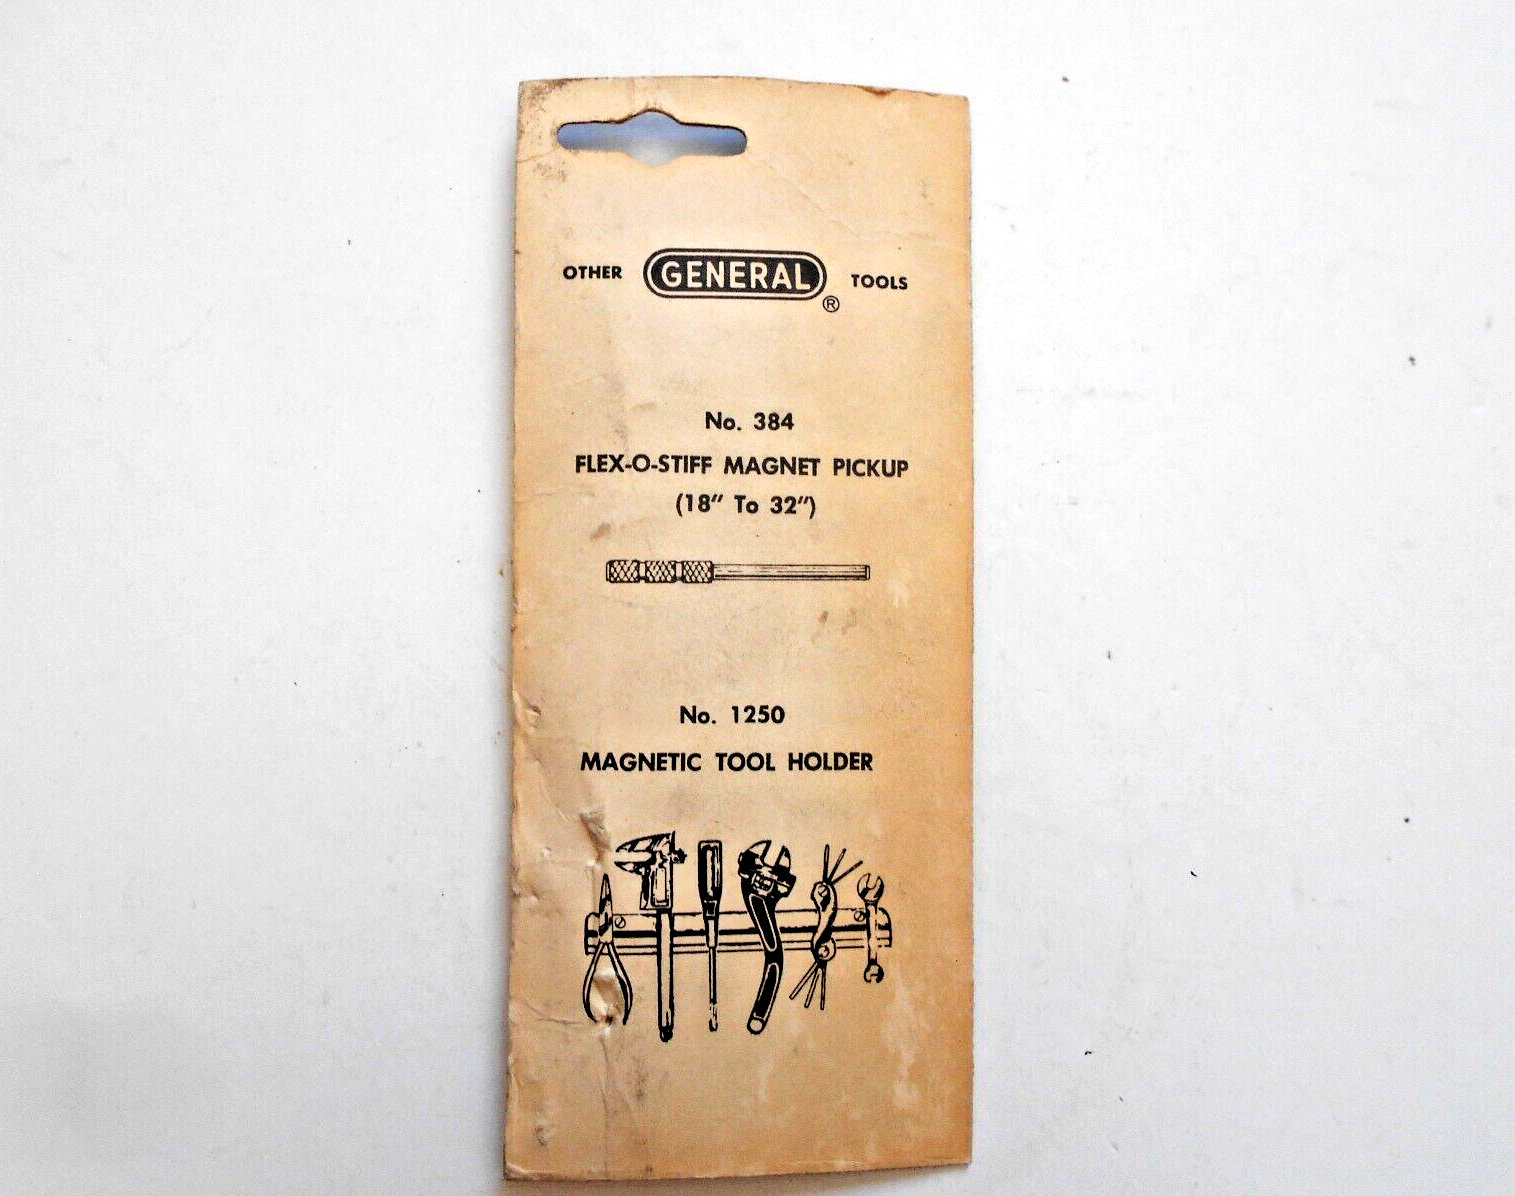 OTHER GENERAL® TOOLS
No. 384
FLEX-O-STIFF MAGNET PICKUP
(18" To 32")
No. 1250
MAGNETIC TOOL HOLDER